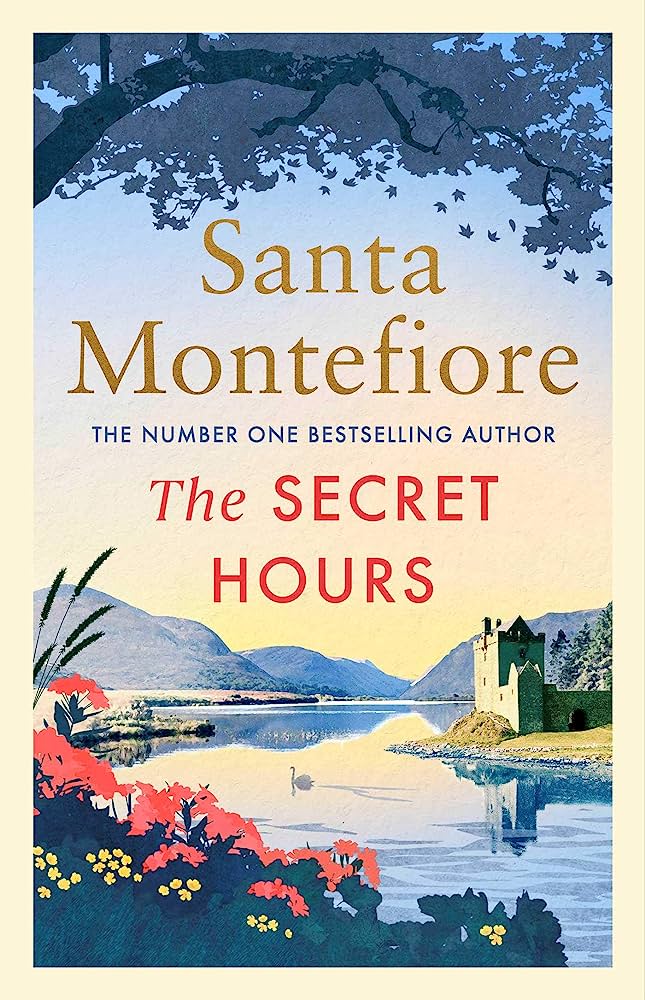 Santa
Montefiore
THE NUMBER ONE BESTSELLING AUTHOR
The SECRET
HOURS